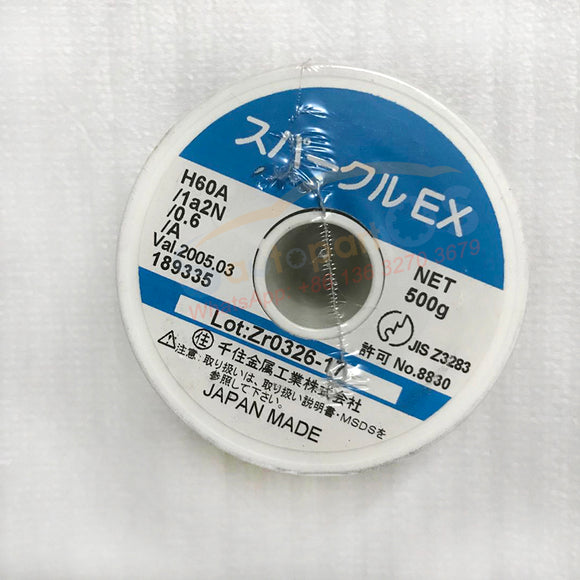 スパークル EX
H60A
/1a2N
/0.6
/A
Val.2005.03
189335
NET
500g
Lot:Zr0326-17
JIS Z3283
許可 No.8830
住 千住金属工業株式会社
⚠注意:取り扱いは、取り扱い説明書・MSDSを
参照して下さい。
JAPAN MADE